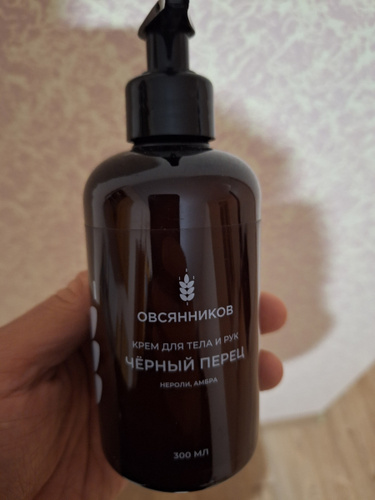 ОВСЯННИКОВ
КРЕМ ДЛЯ ТЕЛА И РУК
ЧЁРНЫЙ ПЕРЕЦ
НЕРОЛИ, АМБРА
300 МЛ